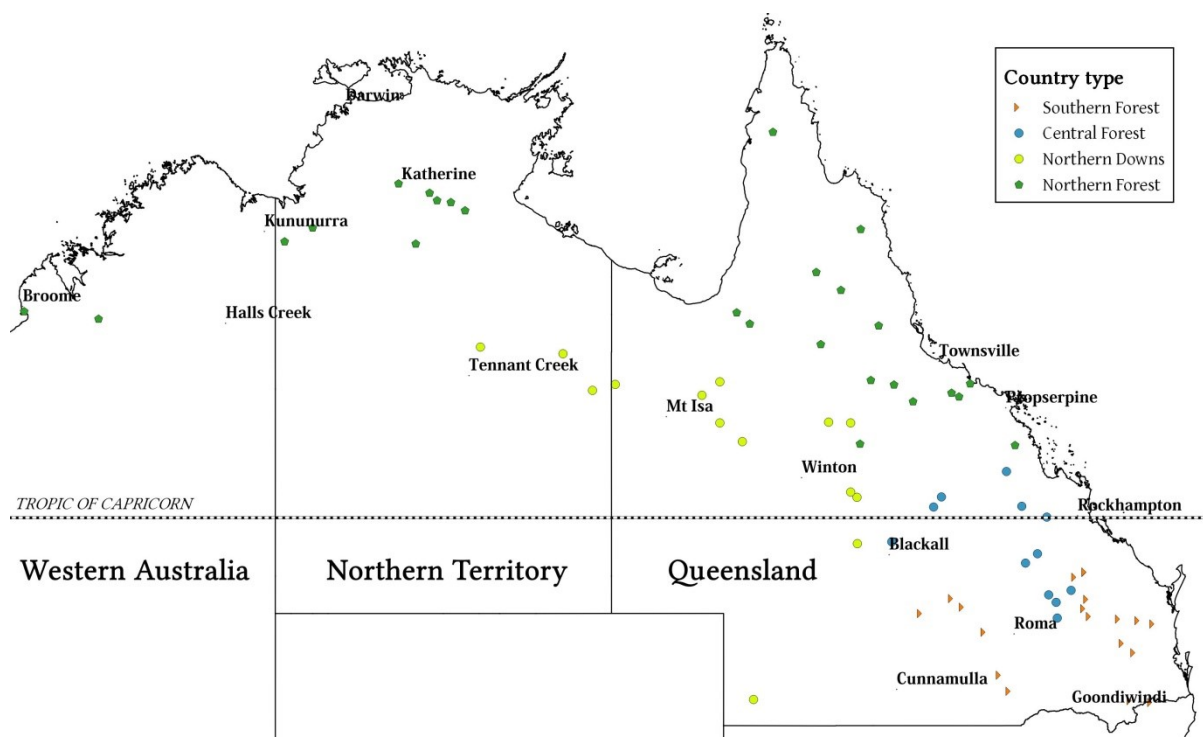 Country type
Southern Forest
Central Forest
Northern Downs
Northern Forest
Darwin
Katherine
Kununurra
Broome
Halls Creek
Tennant Creek
Townsville
Propserpine
Mt Isa
Winton
TROPIC OF CAPRICORN
Rockhampton
Blackall
Western Australia
Northern Territory
Queensland
Roma
Cunnamulla
Goondiwindi